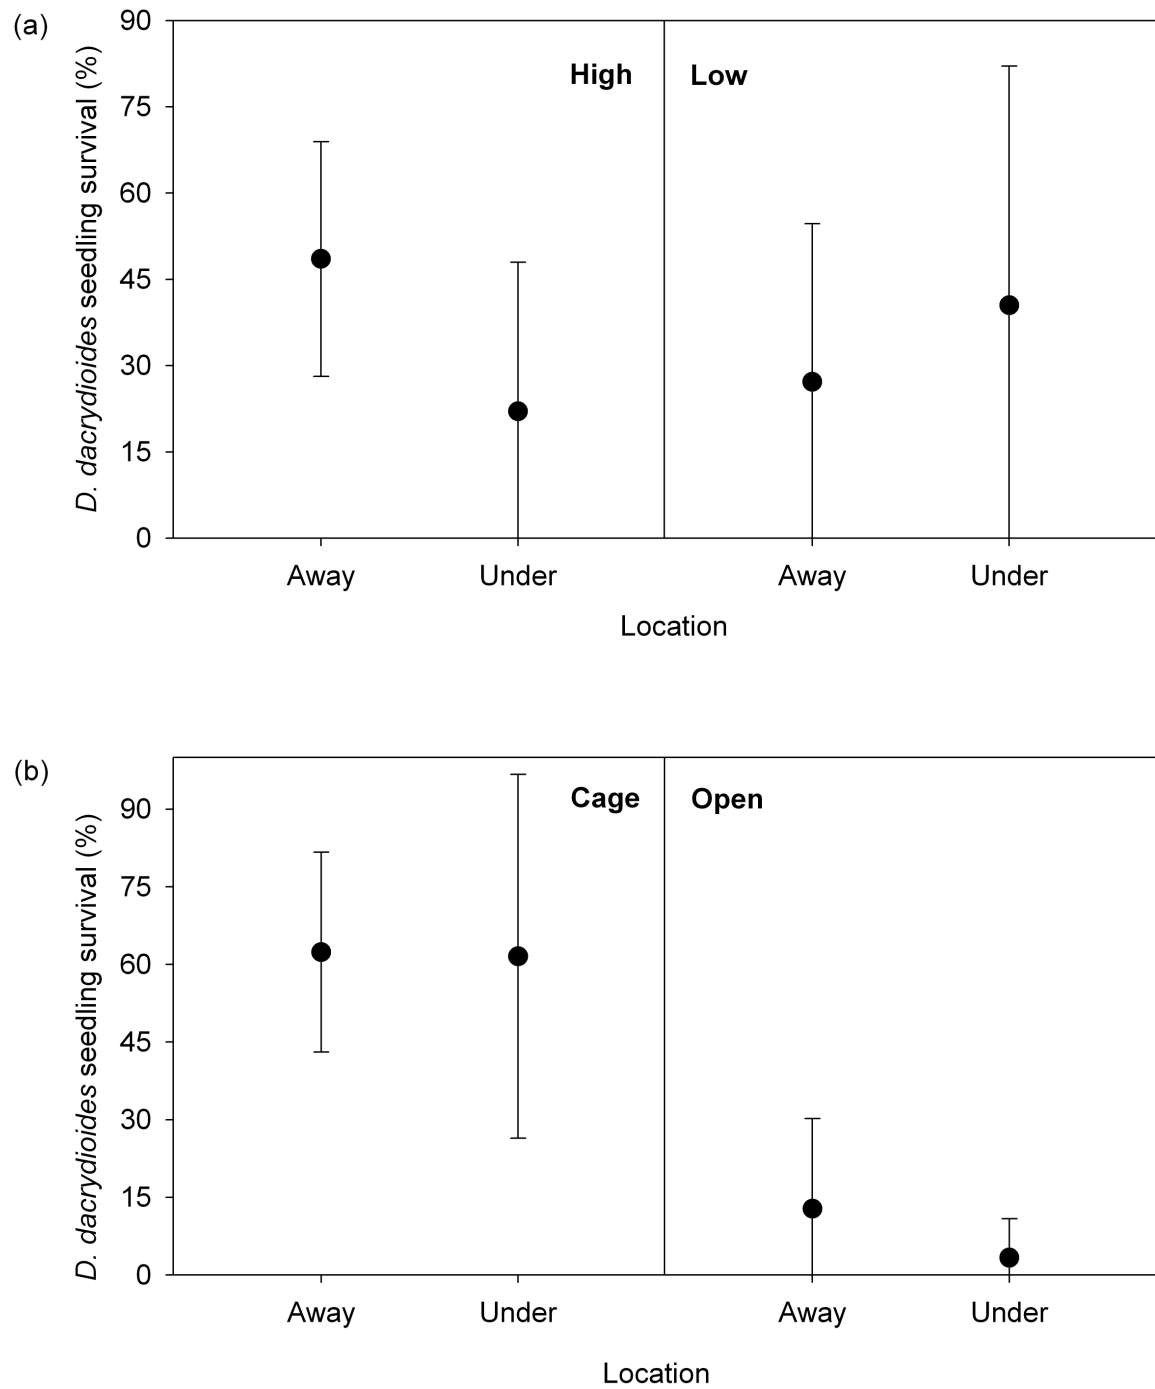 (a)
D. dacrydioides seedling survival (%)
90
75
60
45
30
15
0
High
Low
Away
Under
Away
Under
Location
(b)
D. dacrydioides seedling survival (%)
90
75
60
45
30
15
0
Cage
Open
Away
Under
Away
Under
Location